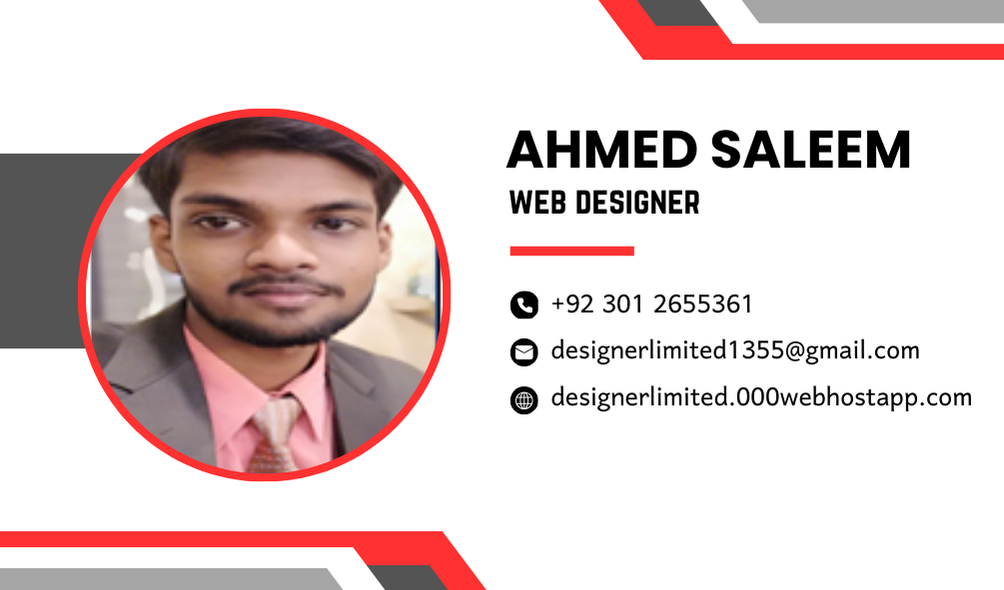 AHMED SALEEM
WEB DESIGNER
+92 301 2655361
designerlimited1355@gmail.com
designerlimited.000webhostapp.com